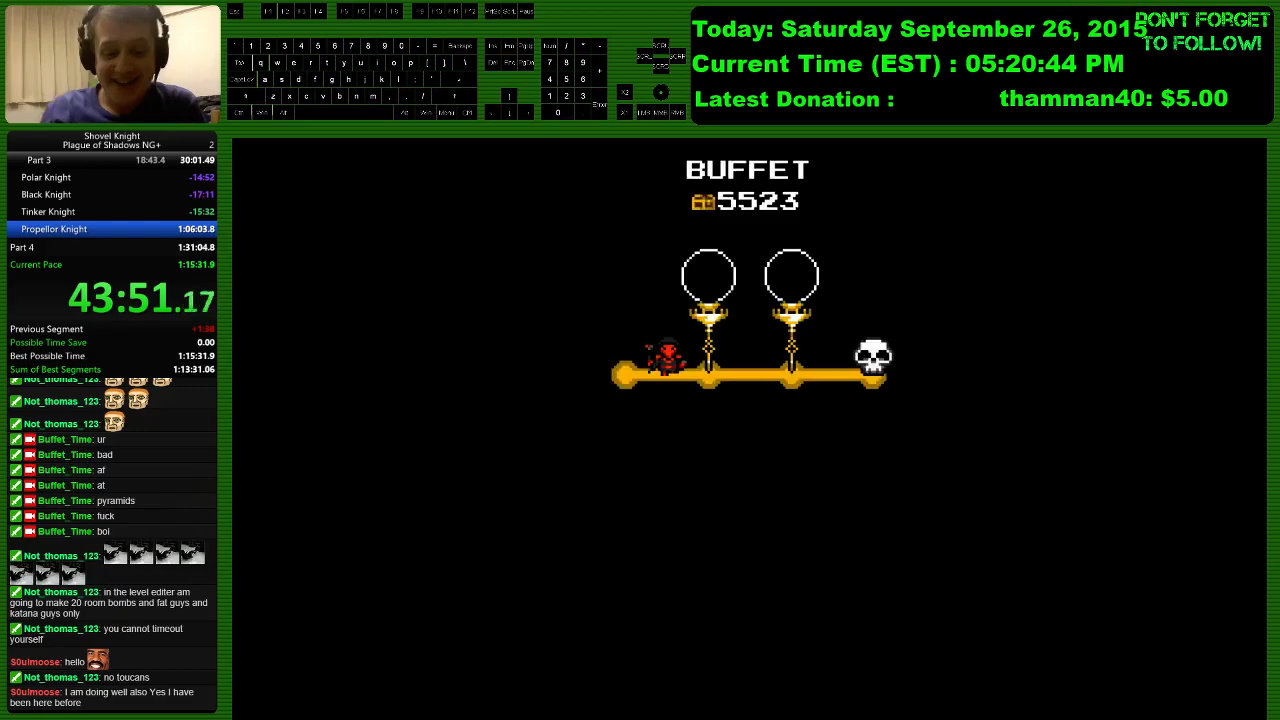 Today: Saturday September 26, 2015
DON'T FORGET
TO FOLLOW!
Current Time (EST) : 05:20:44 PM
Latest Donation : thamman40: $5.00
Shovel Knight
Plague of Shadows NG+ 2
Part 3 18:43.4 30:01.49
Polar Knight -14:52
Black Knight -17:11
Tinker Knight -15:32
Propellor Knight 1:06:03.8
Part 4 1:31:04.8
Current Pace 1:15:31.9
43:51.17
Previous Segment +1:38
Possible Time Save 0.00
Best Possible Time 1:15:31.9
Sum of Best Segments 1:13:31.06
Not_thomas_123:
Not_thomas_123:
Not_thomas_123:
Buffet_Time: ur
Buffet_Time: bad
Buffet_Time: af
Buffet_Time: at
Buffet_Time: pyramids
Buffet_Time: fuck
Buffet_Time: boi
Not_thomas_123:
Not_thomas_123: in the level editer am
going to make 20 room bombs and fat guys and
katana guys only
Not_thomas_123: you cannot timeout
yourself
S0ulmoose: hello
Not_thomas_123: no toucans
S0ulmoose: I am doing well also Yes I have
been here before
BUFFET
5523